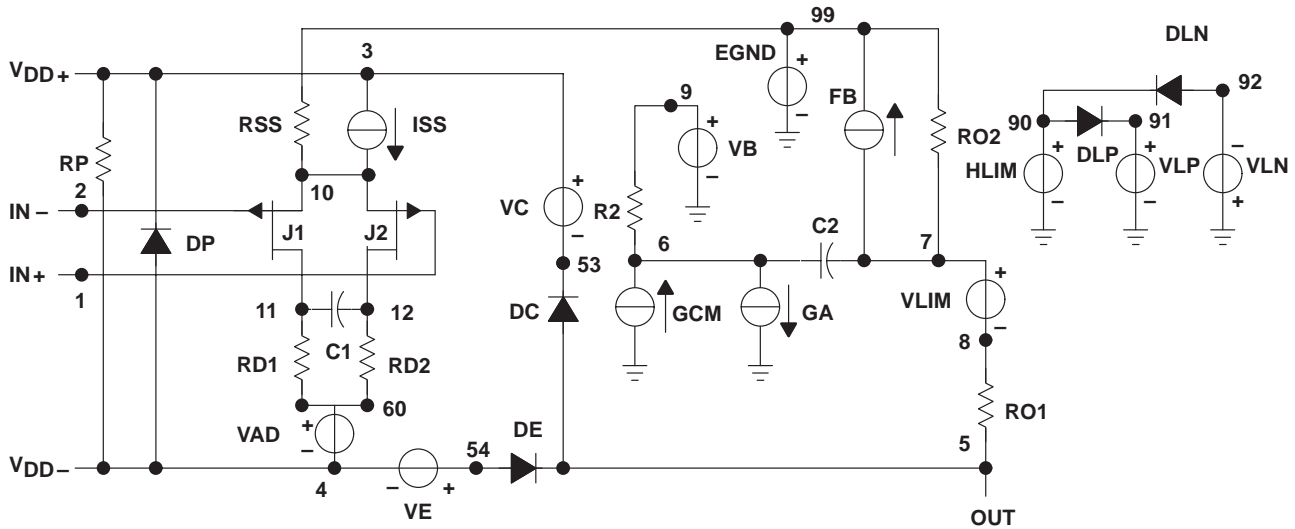 99
DLN
3
EGND
VDD+
92
9
FB
ISS
RSS
90
91
RO2
VB
RP
DLP
10
HLIM
VLP
VLN
2
VC
R2
IN−
C2
J1
J2
6
7
DP
53
IN+
1
VLIM
11
12
DC
GCM
GA
8
C1
RD1
RD2
60
RO1
VAD
DE
54
5
VDD−
4
VE
OUT
+
−
+
−
+
−
+
−
+
−
−
+
+
−
+
−
+
−
−
+